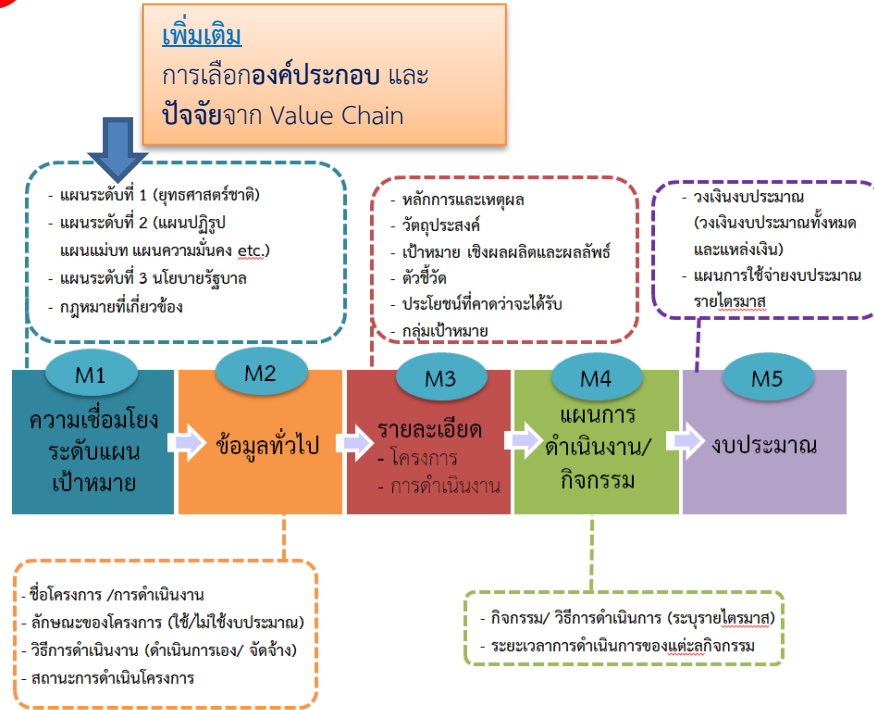 เพิ่มเติม
การเลือกองค์ประกอบ และ
ปัจจัยจาก Value Chain
- แผนระดับที่ 1 (ยุทธศาสตร์ชาติ)
- แผนระดับที่ 2 (แผนปฏิรูป
แผนแม่บท แผนความมั่นคง etc.)
- แผนระดับที่ 3 นโยบายรัฐบาล
- กฎหมายที่เกี่ยวข้อง
- หลักการและเหตุผล
- วัตถุประสงค์
- เป้าหมาย เชิงผลผลิตและผลลัพธ์
- ตัวชี้วัด
- ประโยชน์ที่คาดว่าจะได้รับ
- กลุ่มเป้าหมาย
- วงเงินงบประมาณ
(วงเงินงบประมาณทั้งหมด
และแหล่งเงิน)
- แผนการใช้จ่ายงบประมาณ
รายไตรมาส
M1
ความเชื่อมโยง
ระดับแผน
เป้าหมาย
M2
ข้อมูลทั่วไป
M3
รายละเอียด
- โครงการ
- การดำเนินงาน
M4
แผนการ
ดำเนินงาน/
กิจกรรม
M5
งบประมาณ
- ชื่อโครงการ /การดำเนินงาน
- ลักษณะของโครงการ (ใช้/ไม่ใช้งบประมาณ)
- วิธีการดำเนินงาน (ดำเนินการเอง/ จัดจ้าง)
- สถานะการดำเนินโครงการ
- กิจกรรม/ วิธีการดำเนินการ (ระบุรายไตรมาส)
- ระยะเวลาการดำเนินการของแต่ะลกิจกรรม